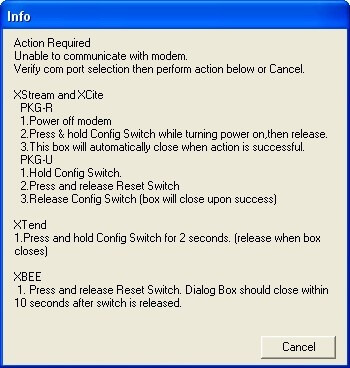 Info
Action Required
Unable to communicate with modem.
Verify com port selection then perform action below or Cancel.
XStream and XCite
PKG-R
1.Power off modem
2.Press & hold Config Switch while turning power on,then release.
3.This box will automatically close when action is successful.
PKG-U
1.Hold Config Switch.
2.Press and release Reset Switch
3.Release Config Switch (box will close upon success)
XTend
1.Press and hold Config Switch for 2 seconds. (release when box
closes)
XBEE
1. Press and release Reset Switch. Dialog Box should close within
10 seconds after switch is released.
Cancel